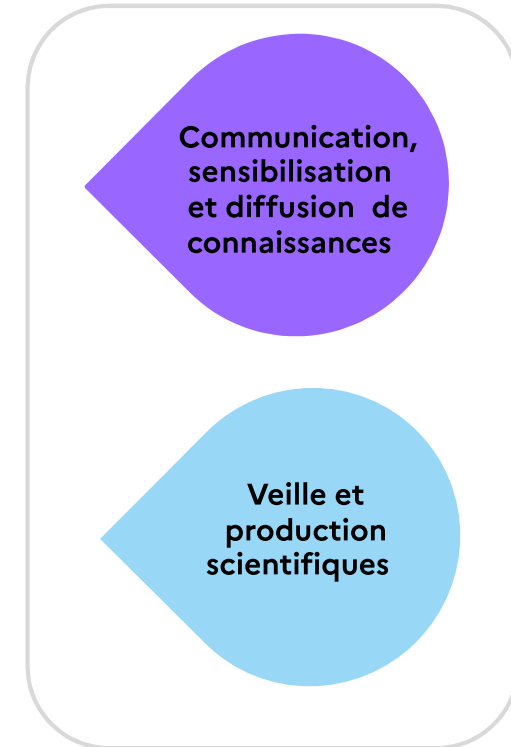 Communication,
sensibilisation
et diffusion de
connaissances
Veille et
production
scientifiques